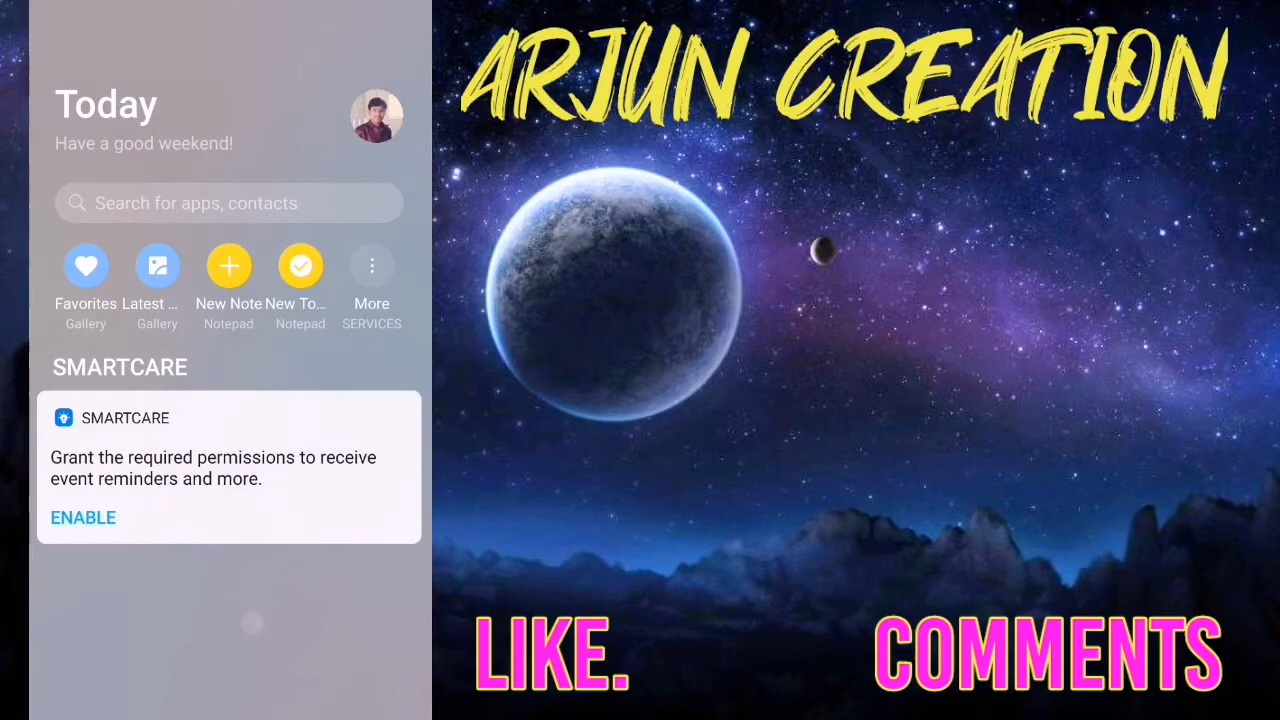 Today
Have a good weekend!
Search for apps, contacts
Favorites Latest ... New Note New To... More
Gallery Gallery Notepad Notepad SERVICES
SMARTCARE
SMARTCARE
Grant the required permissions to receive
event reminders and more.
ENABLE
ARJUN CREATION
LIKE. COMMENTS